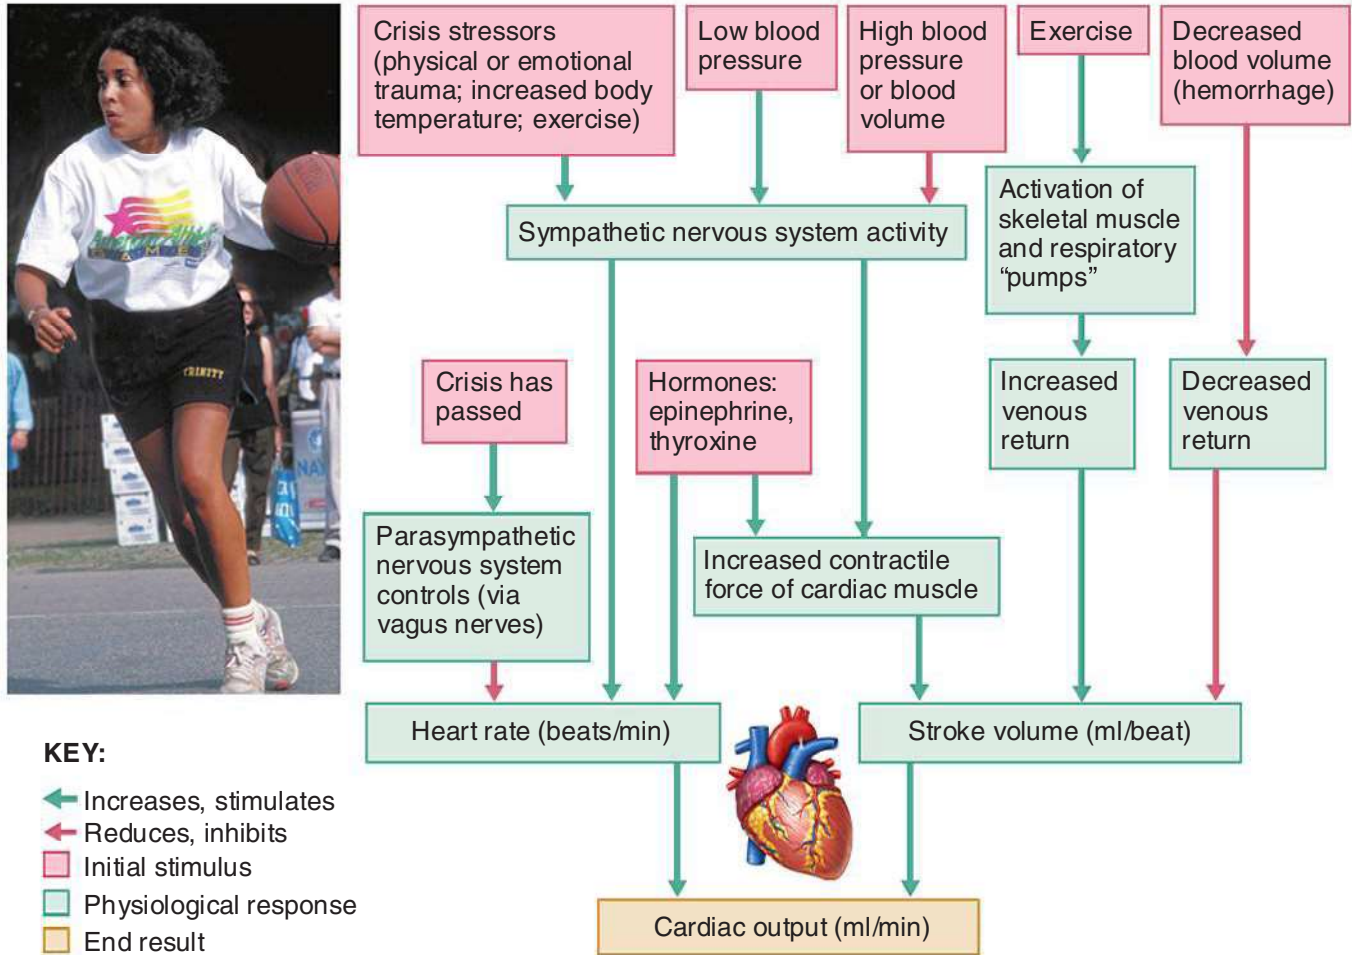 Crisis stressors
(physical or emotional
trauma; increased body
temperature; exercise)
Low blood
pressure
High blood
pressure
or blood
volume
Exercise
Decreased
blood volume
(hemorrhage)
Activation of
skeletal muscle
and respiratory
“pumps”
Sympathetic nervous system activity
Crisis has
passed
Hormones:
epinephrine,
thyroxine
Increased
venous
return
Decreased
venous
return
Parasympathetic
nervous system
controls (via
vagus nerves)
Increased contractile
force of cardiac muscle
Heart rate (beats/min)
Stroke volume (ml/beat)
Cardiac output (ml/min)
TRINITY
KEY:
Increases, stimulates
Reduces, inhibits
Initial stimulus
Physiological response
End result